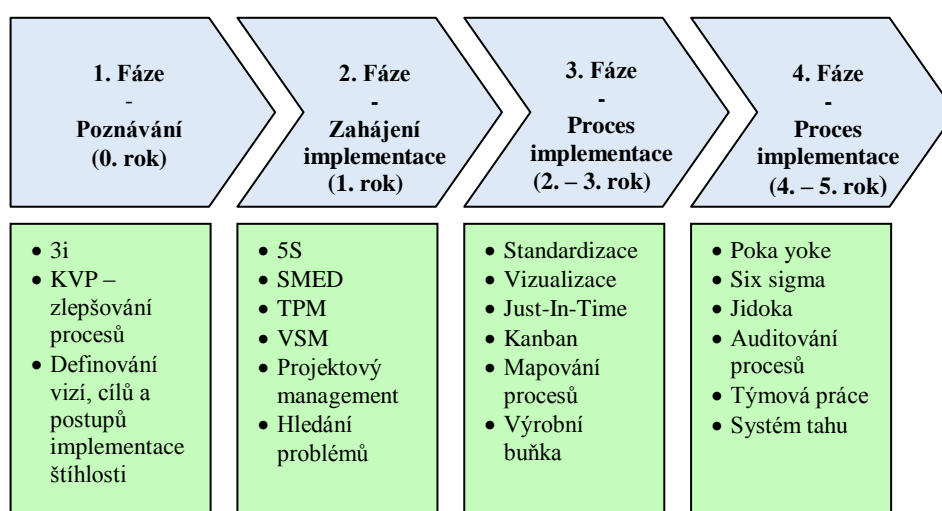 1. Fáze
-
Poznávání
(0. rok)
2. Fáze
-
Zahájení
implementace
(1. rok)
3. Fáze
-
Proces
implementace
(2. – 3. rok)
4. Fáze
-
Proces
implementace
(4. – 5. rok)
• 3i
• KVP –
zlepšování
procesů
• Definování
vizí, cílů a
postupů
implementace
štíhlosti
• 5S
• SMED
• TPM
• VSM
• Projektový
management
• Hledání
problémů
• Standardizace
• Vizualizace
• Just-In-Time
• Kanban
• Mapování
procesů
• Výrobní
buňka
• Poka yoke
• Six sigma
• Jidoka
• Auditování
procesů
• Týmová práce
• Systém tahu